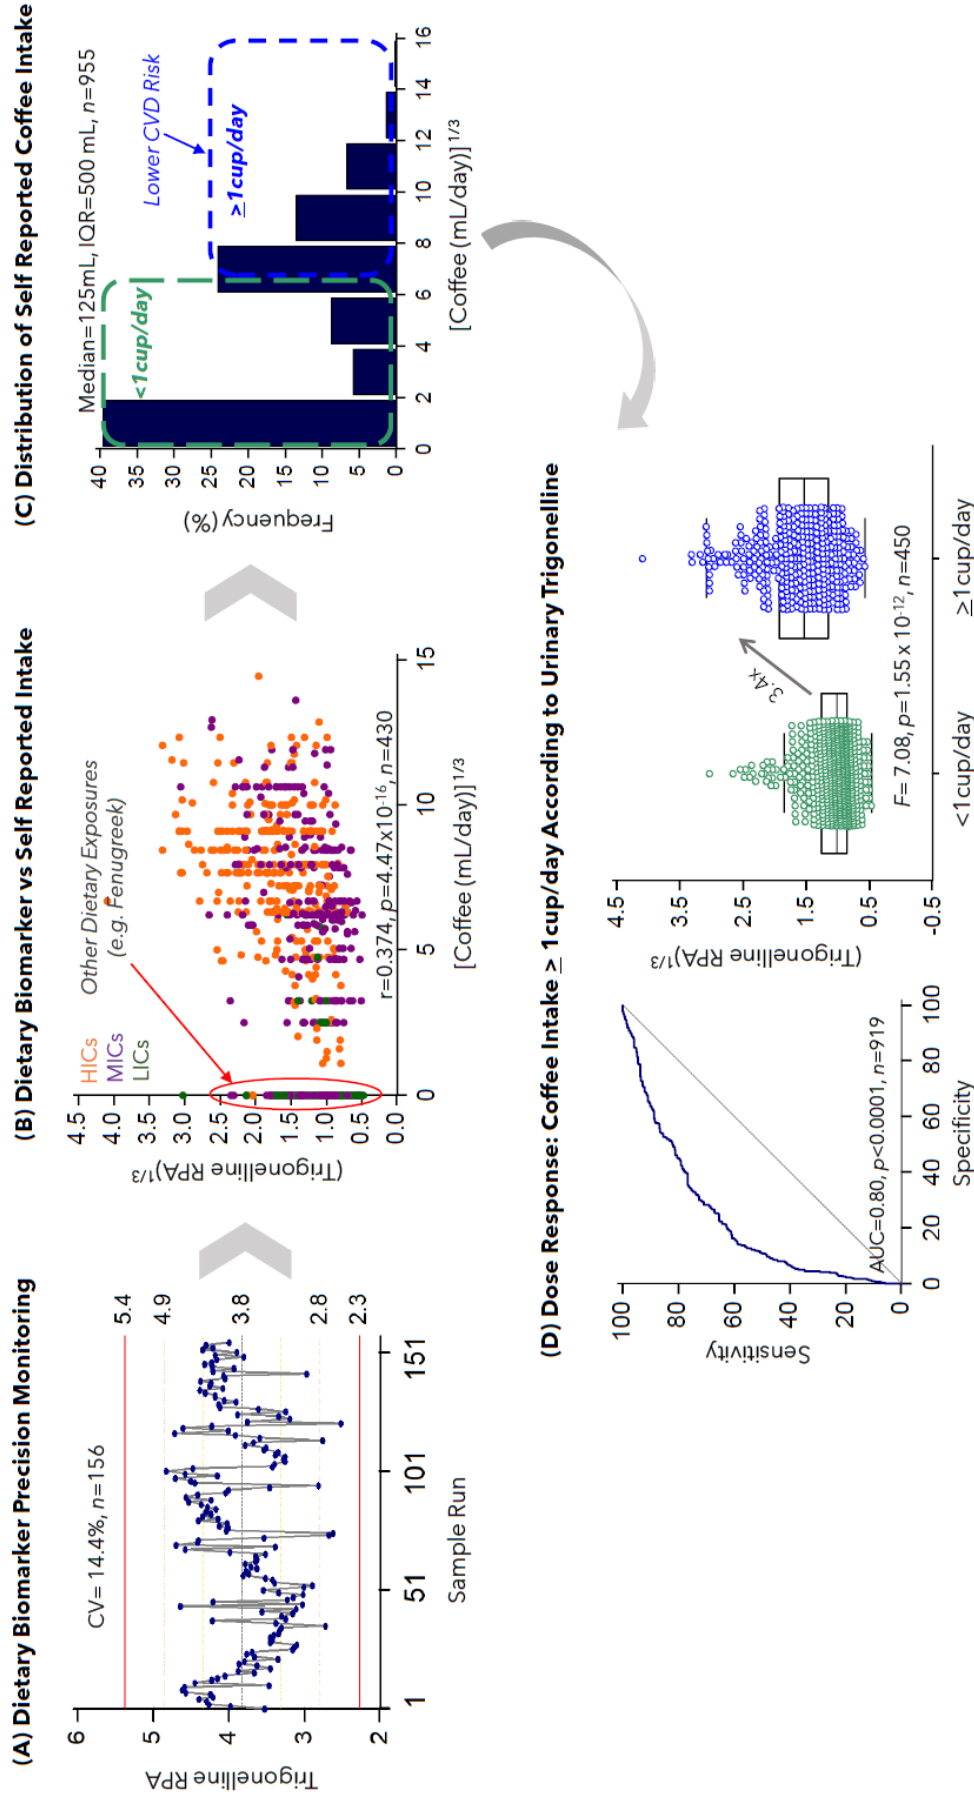 (A) Dietary Biomarker Precision Monitoring
CV= 14.4%, n=156
Trigonelline RPA
6
5
4
3
2
5.4
4.9
3.8
2.8
2.3
1
51
101
151
Sample Run
(B) Dietary Biomarker vs Self Reported Intake
HICs
MICs
LICs
Other Dietary Exposures
(e.g. Fenugreek)
(Trigonelline RPA)1/3
4.5
4.0
3.5
3.0
2.5
2.0
1.5
1.0
0.5
0.0
r=0.374, p=4.47x10-16, n=430
0
5
10
15
[Coffee (mL/day)]1/3
(C) Distribution of Self Reported Coffee Intake
Median=125mL, IQR=500 mL, n=955
<1cup/day
Lower CVD Risk
≥1cup/day
Frequency (%)
40
35
30
25
20
15
10
5
0
0
2
4
6
8
10
12
14
16
[Coffee (mL/day)]1/3
(D) Dose Response: Coffee Intake ≥ 1cup/day According to Urinary Trigonelline
Sensitivity
100
80
60
40
20
0
AUC=0.80, p<0.0001, n=919
0
20
40
60
80
100
Specificity
(Trigonelline RPA)1/3
4.5
3.5
2.5
1.5
0.5
-0.5
3.4x
F= 7.08, p=1.55 x 10-12, n=450
<1cup/day
≥1cup/day